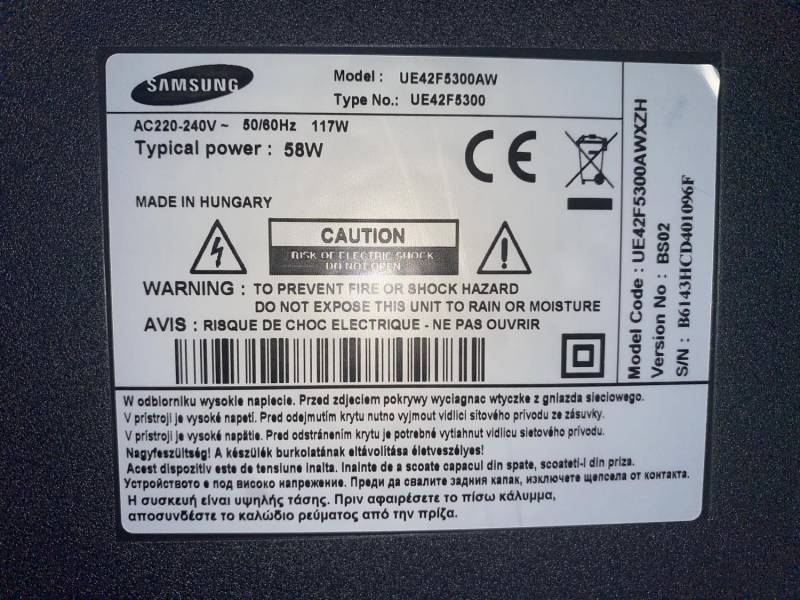 SAMSUNG
Model : UE42F5300AW
Type No.: UE42F5300
AC220-240V ~ 50/60Hz 117W
Typical power : 58W
CE
MADE IN HUNGARY
CAUTION
RISK OF ELECTRIC SHOCK
DO NOT OPEN
WARNING : TO PREVENT FIRE OR SHOCK HAZARD
DO NOT EXPOSE THIS UNIT TO RAIN OR MOISTURE
AVIS : RISQUE DE CHOC ELECTRIQUE - NE PAS OUVRIR
Model Code : UE42F5300AWXZH
Version No : BS02
S/N : B6143HCD401096F
W odbiorniku wysokie napiecie. Przed zdjeciem pokrywy wyciagnac wtyczke z gniazda sieciowego.
V prístroji je vysoké napetí. Pred odejmutím krytu nutno vyjmout vidlici sítového prívodu ze zásuvky.
V prístroji je vysoké napätie. Pred odstránením krytu je potrebné vytiahnut vidlicu sietového prívodu.
Nagyfeszültség! A készülék burkolatának eltávolítása életveszélyes!
Acest dispozitiv este de tensiune inalta. Inainte de a scoate capacul din spate, scoateti-l din priza.
Устройството е под високо напрежение. Преди да свалите задния капак, изключете щепсела от контакта.
Η συσκευή είναι υψηλής τάσης. Πριν αφαιρέσετε το πίσω κάλυμμα,
αποσυνδέστε το καλώδιο ρεύματος από την πρίζα.